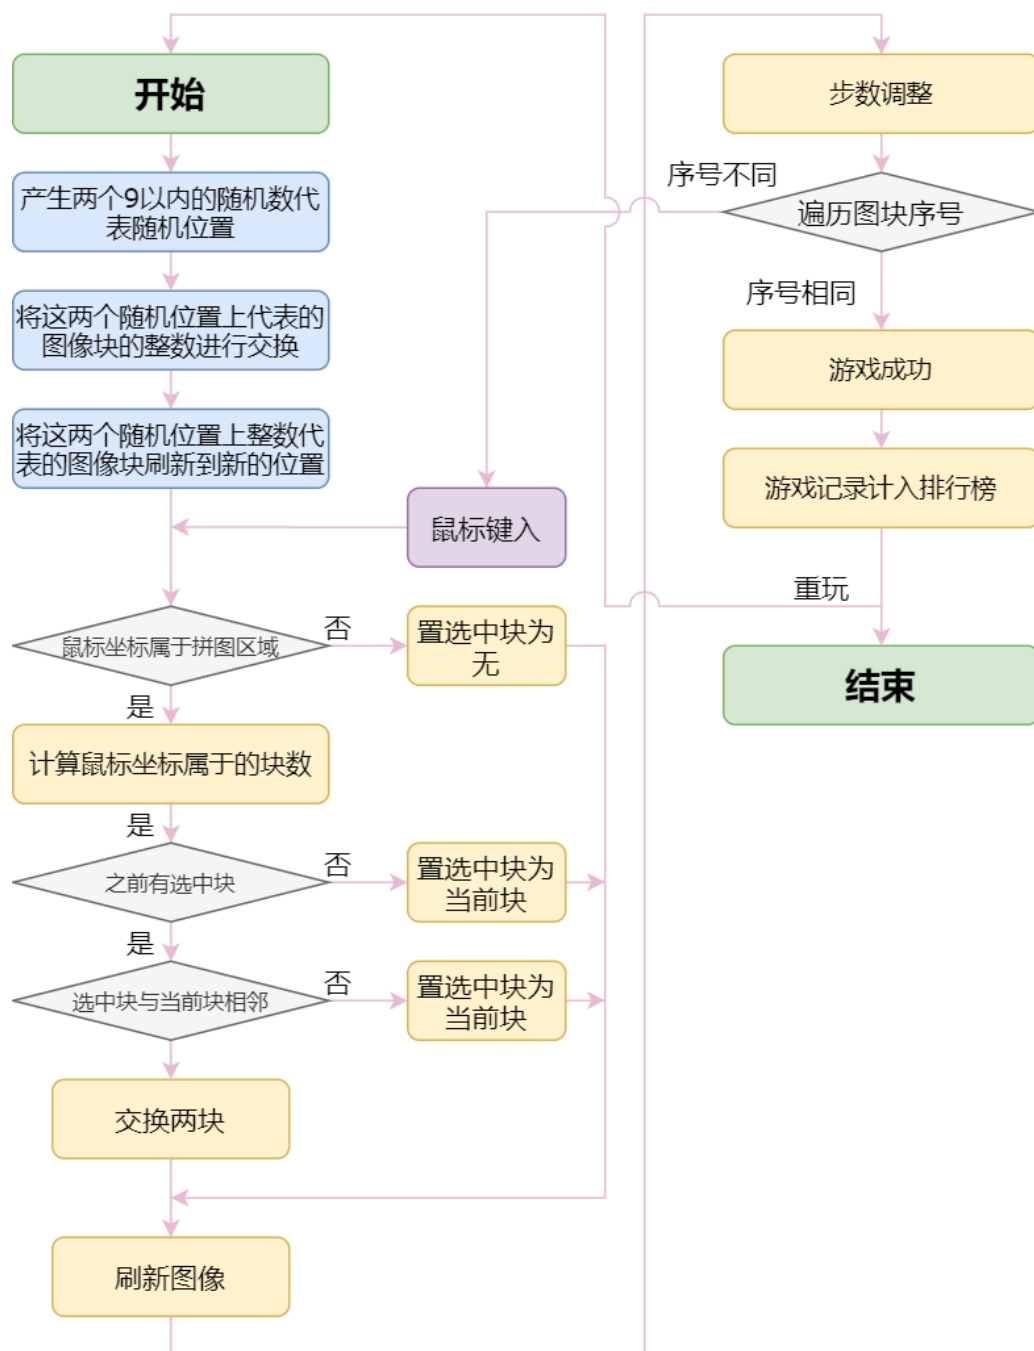 开始
产生两个9以内的随机数代
表随机位置
将这两个随机位置上代表的
图像块的整数进行交换
将这两个随机位置上整数代
表的图像块刷新到新的位置
鼠标键入
鼠标坐标属于拼图区域
否
置选中块为
无
是
计算鼠标坐标属于的块数
是
之前有选中块
否
置选中块为
当前块
是
选中块与当前块相邻
否
置选中块为
当前块
交换两块
刷新图像
步数调整
序号不同
遍历图块序号
序号相同
游戏成功
游戏记录计入排行榜
重玩
结束